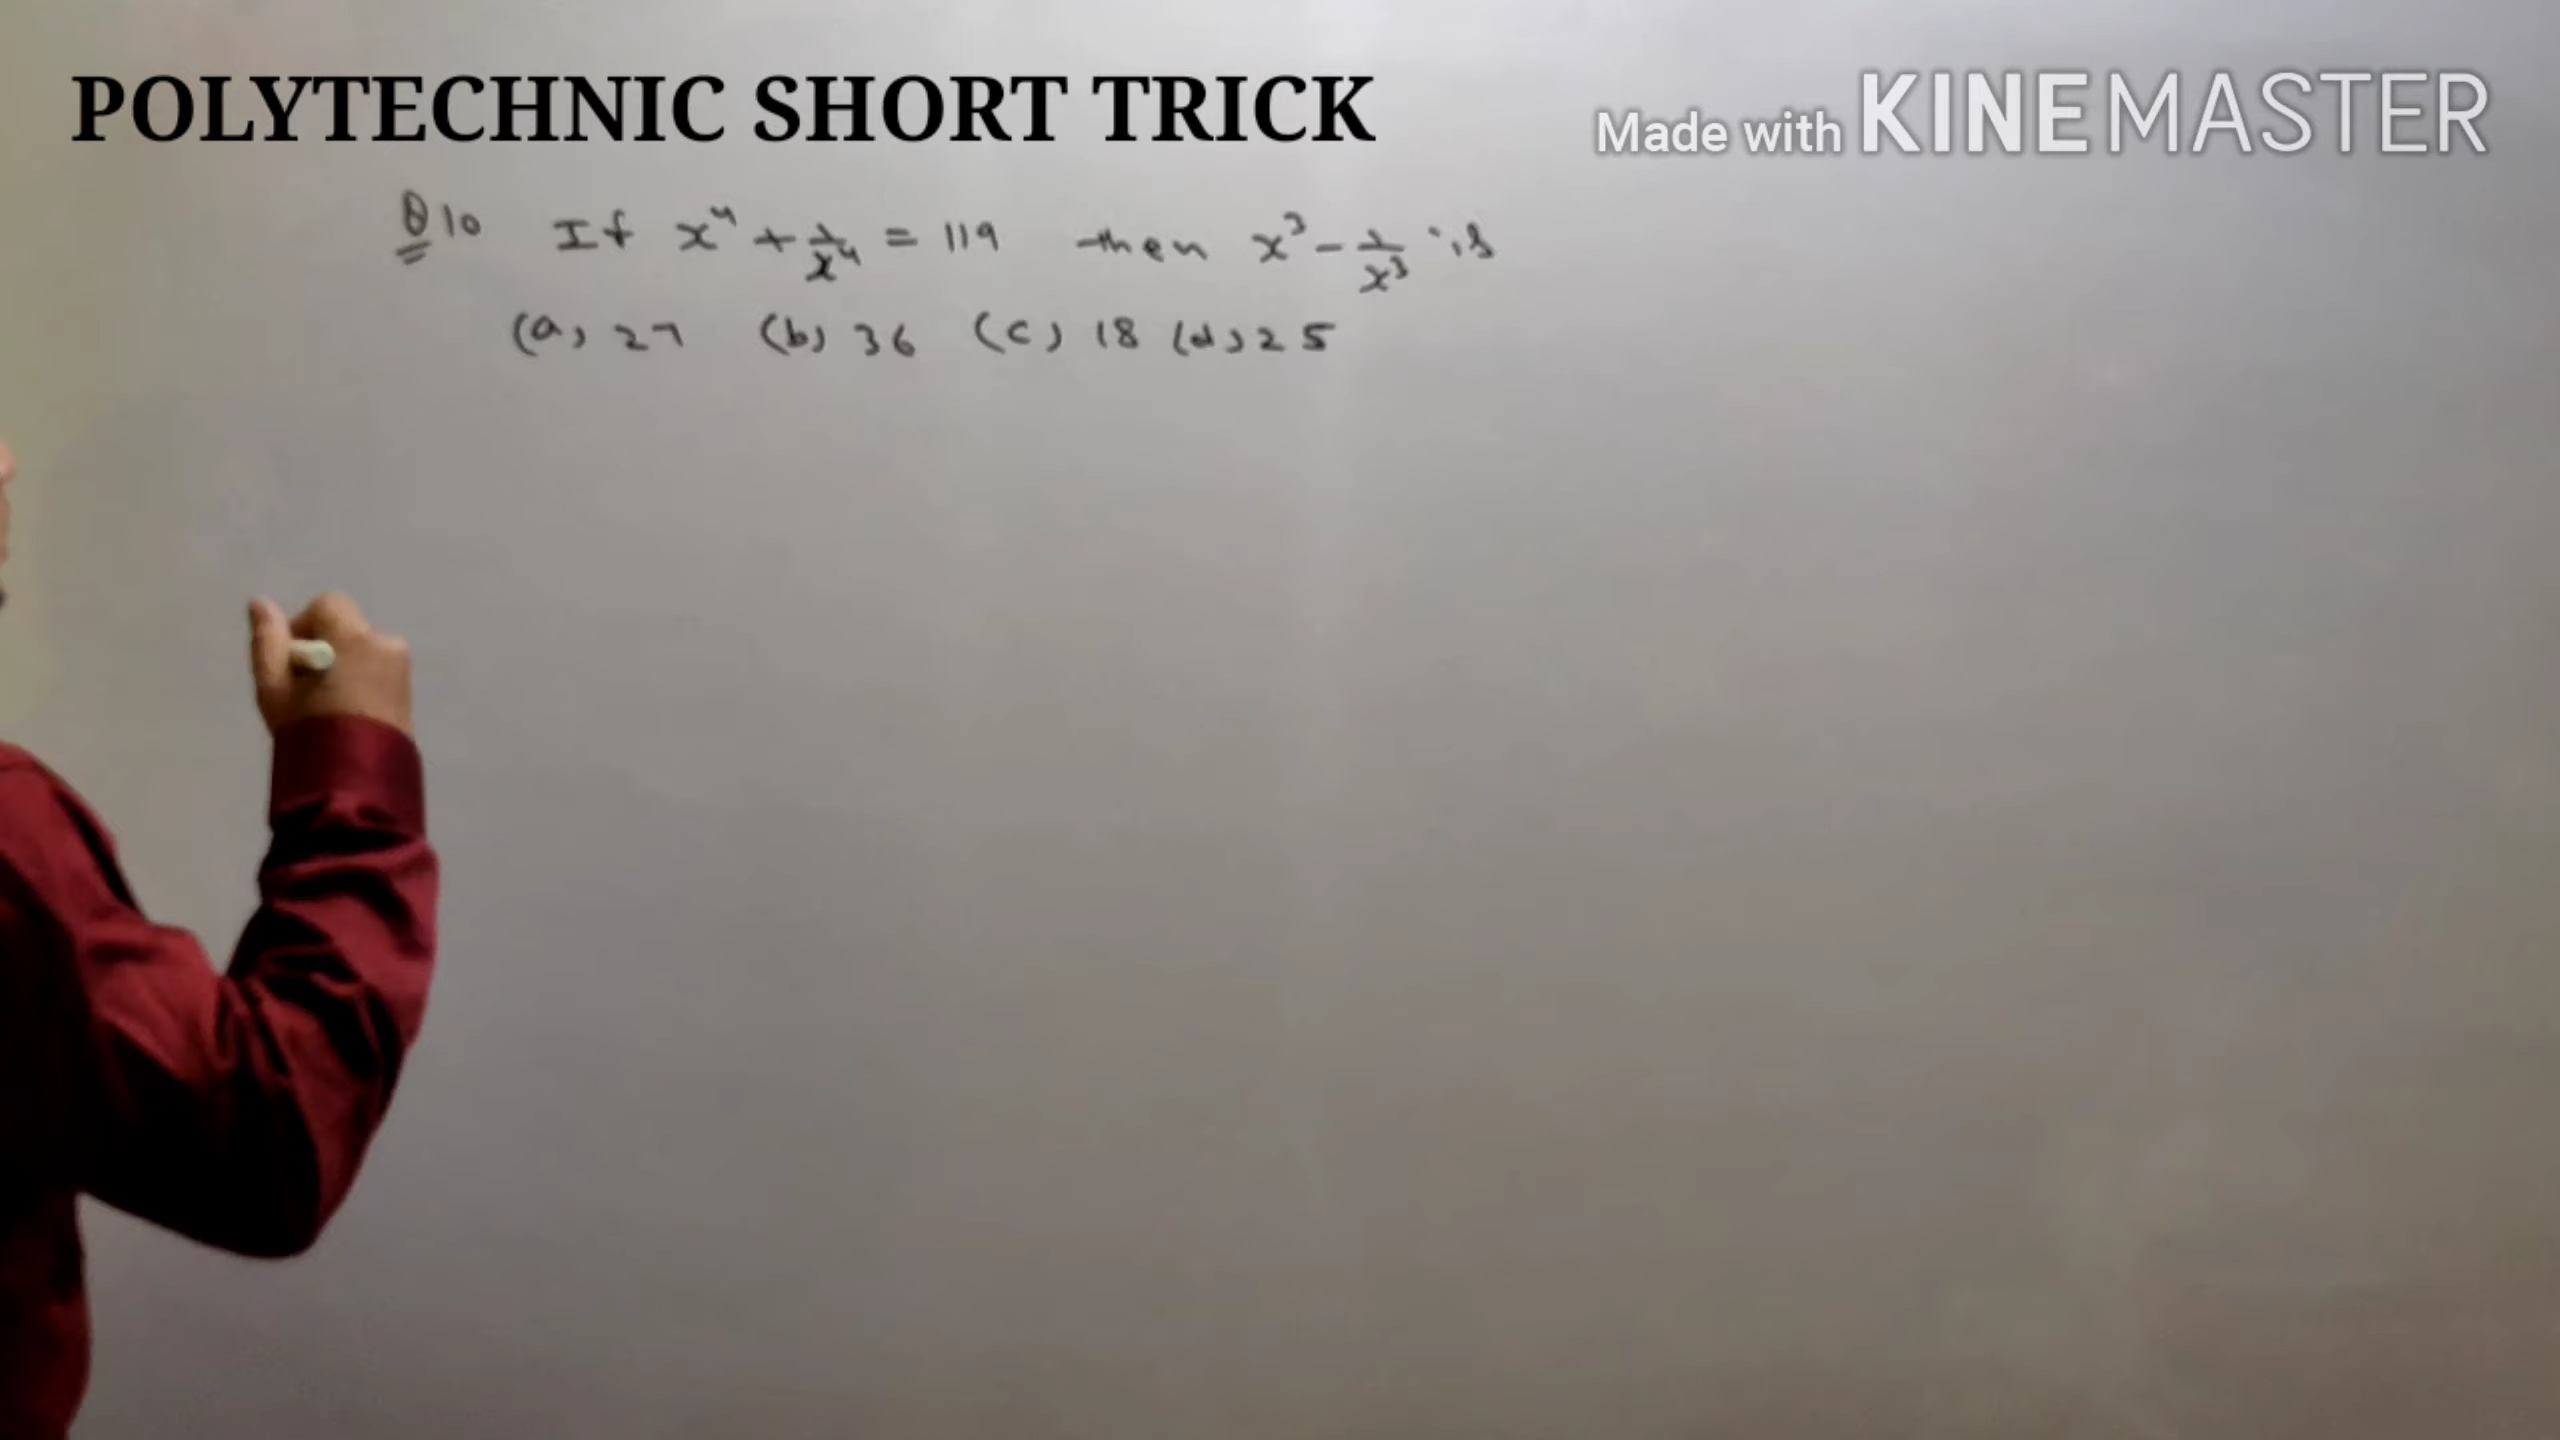 POLYTECHNIC SHORT TRICK
Made with KINEMASTER
Q10 If x⁴ + 1/x⁴ = 119 then x³ - 1/x³ is
(a) 27 (b) 36 (c) 18 (d) 25